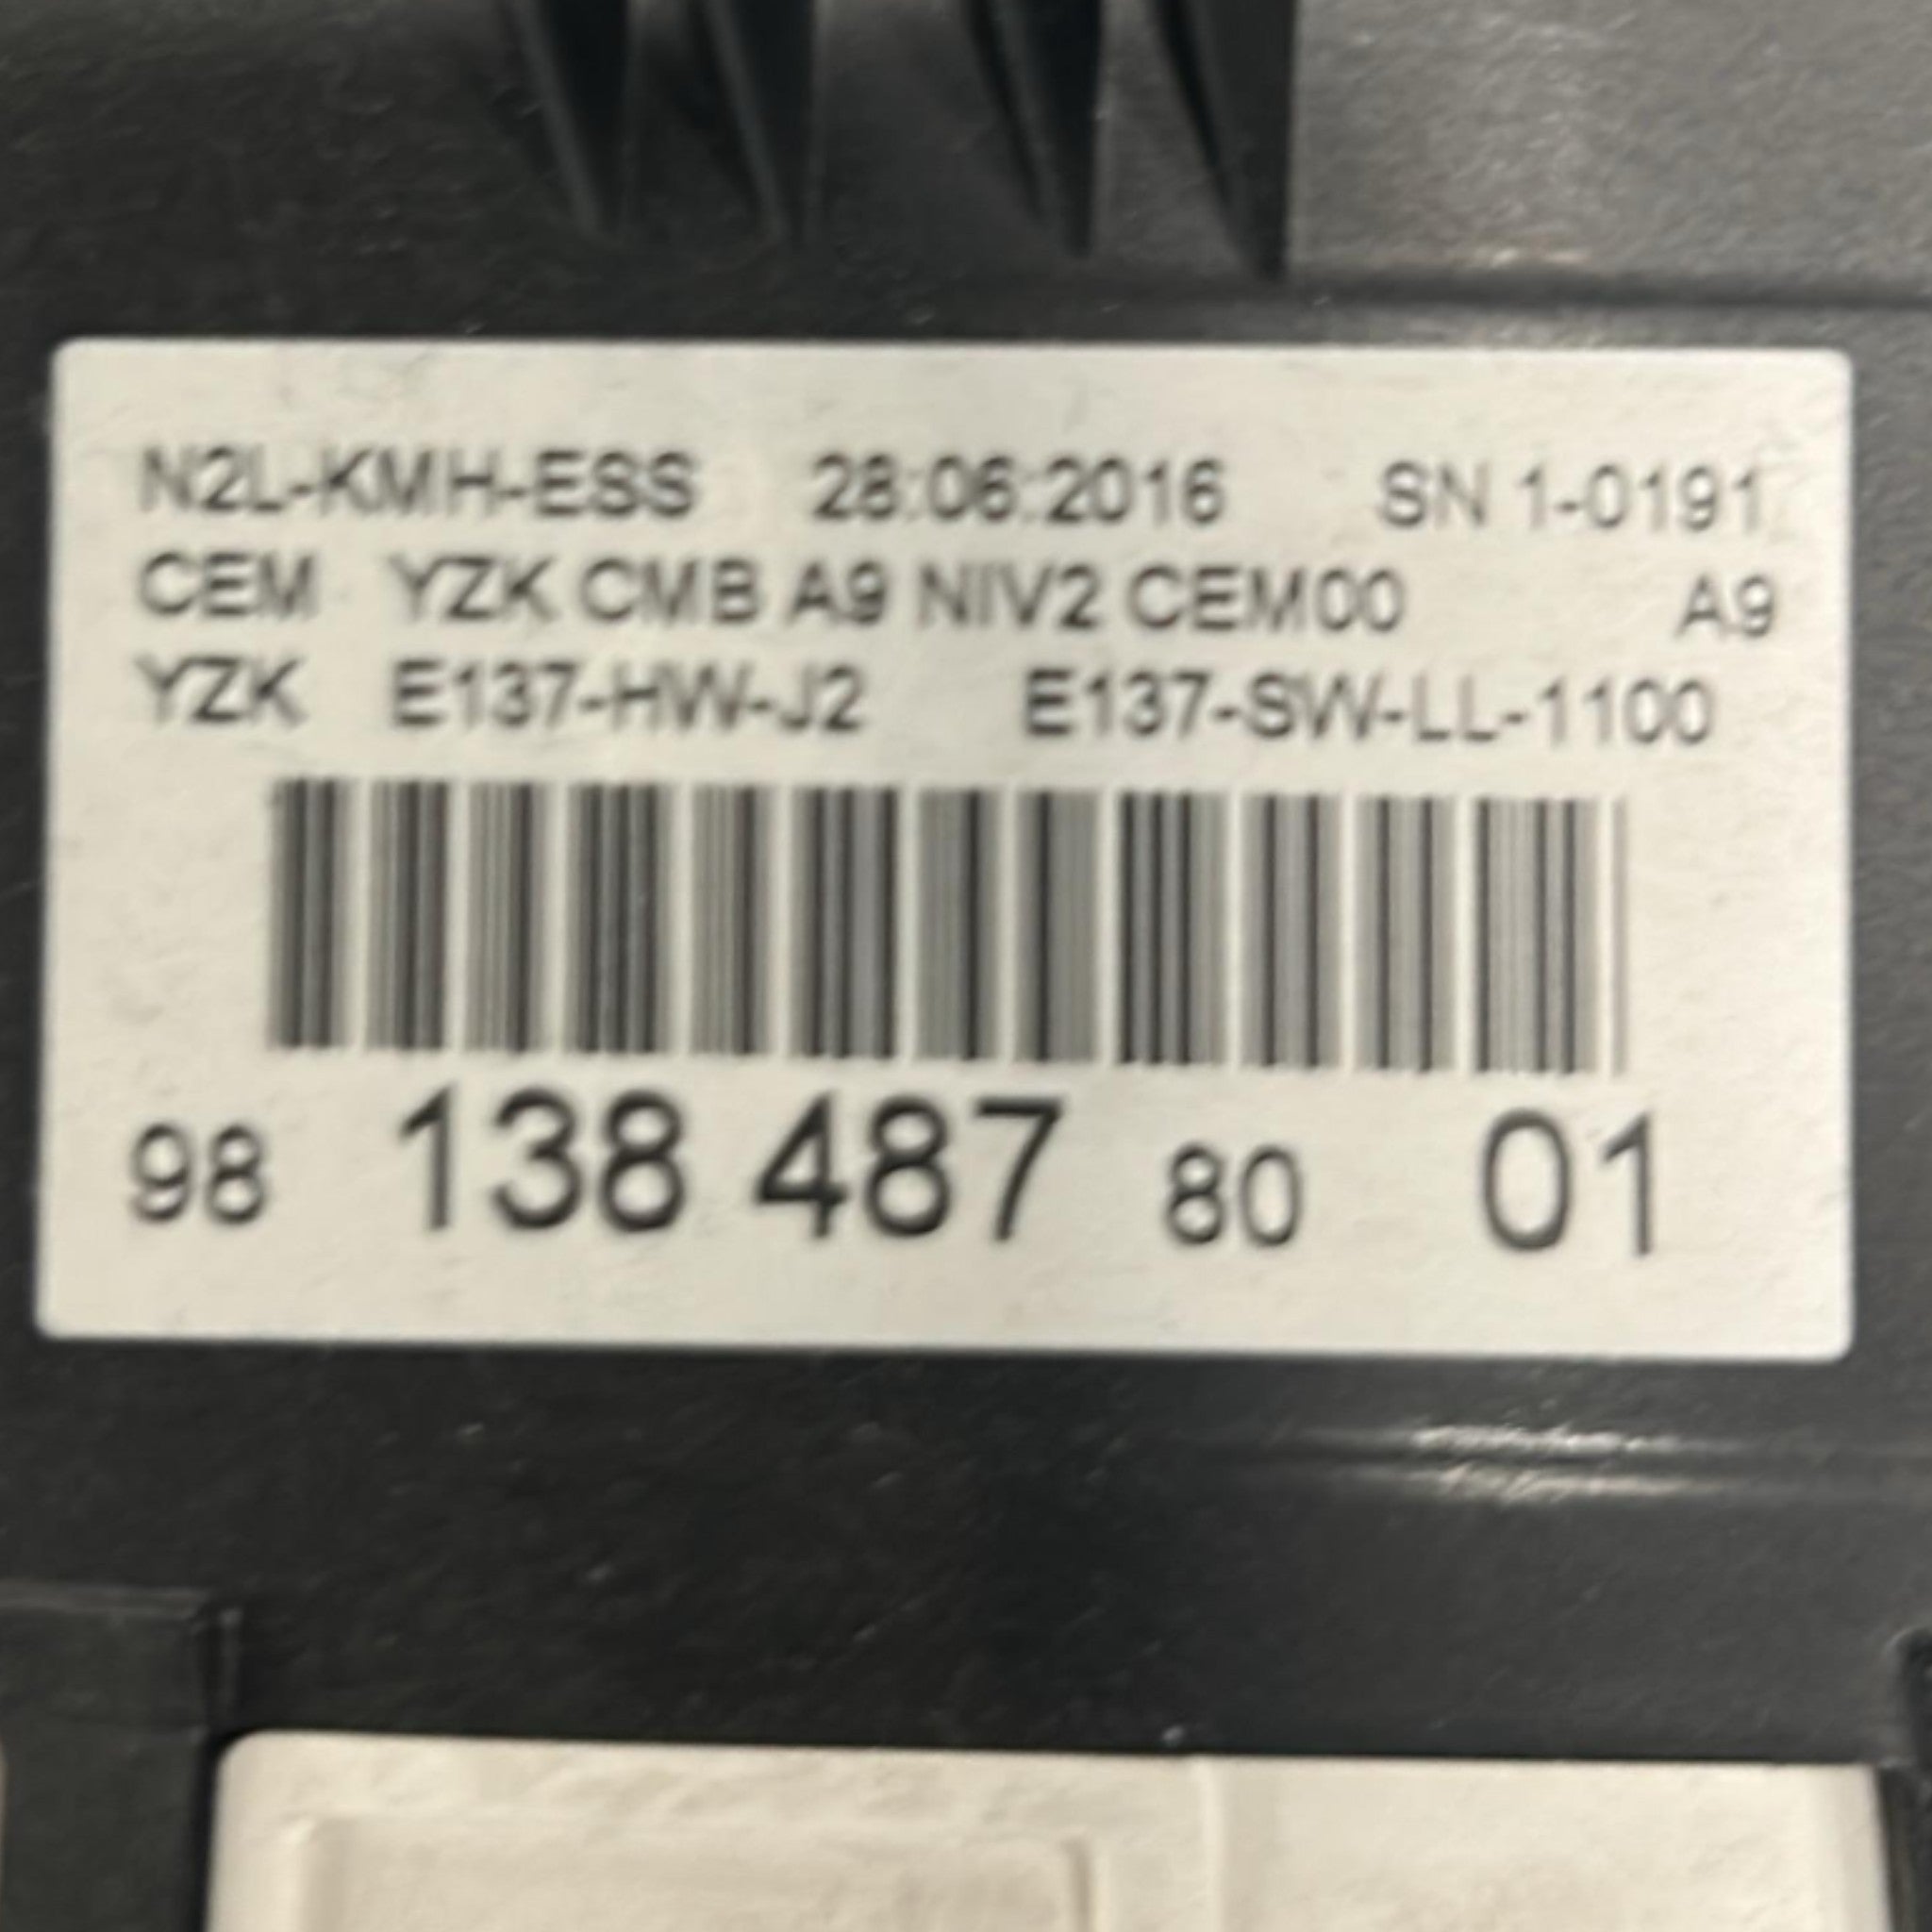 N2L-KMH-ESS 28:06:2016 SN 1-0191
CEM YZK CMB A9 NIV2 CEM00 A9
YZK E137-HW-J2 E137-SW-LL-1100
98 138 487 80 01